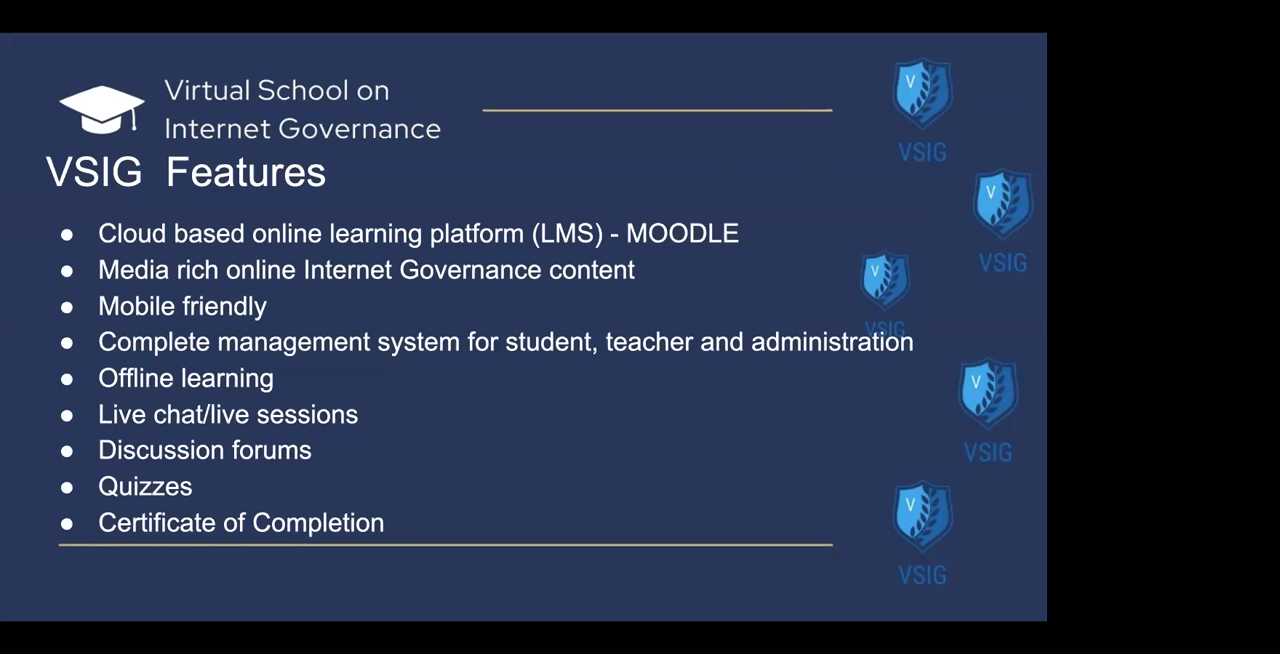 Virtual School on
Internet Governance
VSIG Features
● Cloud based online learning platform (LMS) - MOODLE
● Media rich online Internet Governance content
● Mobile friendly
● Complete management system for student, teacher and administration
● Offline learning
● Live chat/live sessions
● Discussion forums
● Quizzes
● Certificate of Completion
V
VSIG
V
VSIG
V
VSIG
V
VSIG
V
VSIG